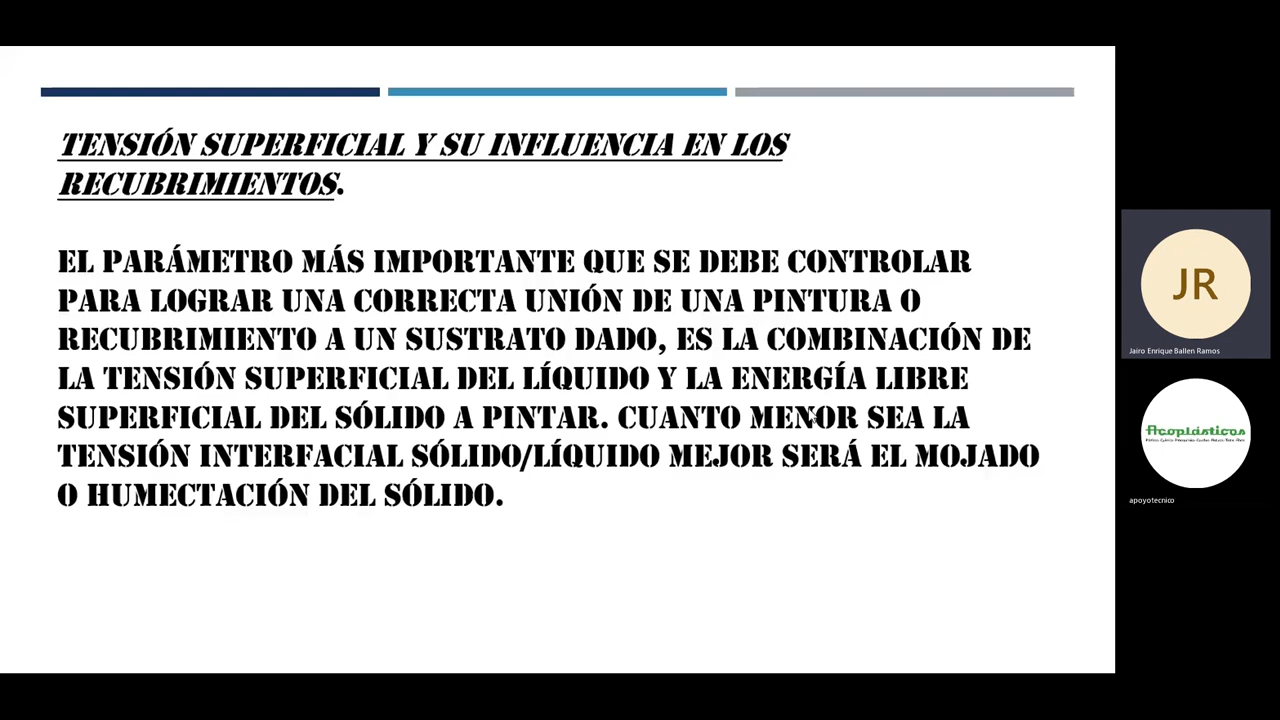 TENSIÓN SUPERFICIAL Y SU INFLUENCIA EN LOS
RECUBRIMIENTOS.
EL PARÁMETRO MÁS IMPORTANTE QUE SE DEBE CONTROLAR
PARA LOGRAR UNA CORRECTA UNIÓN DE UNA PINTURA O
RECUBRIMIENTO A UN SUSTRATO DADO, ES LA COMBINACIÓN DE
LA TENSIÓN SUPERFICIAL DEL LÍQUIDO Y LA ENERGÍA LIBRE
SUPERFICIAL DEL SÓLIDO A PINTAR. CUANTO MENOR SEA LA
TENSIÓN INTERFACIAL SÓLIDO/LÍQUIDO MEJOR SERÁ EL MOJADO
O HUMECTACIÓN DEL SÓLIDO.
JR
Jairo Enrique Ballen Ramos
Acoplásticos
apoyotecnico